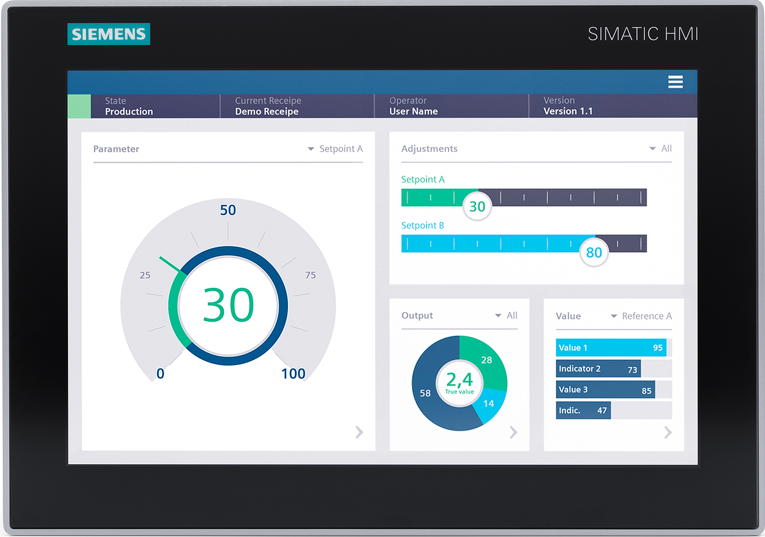 SIEMENS
SIMATIC HMI
State
Production
Current Receipe
Demo Receipe
Operator
User Name
Version
Version 1.1
Parameter
Setpoint A
50
25
75
30
0
100
Adjustments
All
Setpoint A
30
Setpoint B
80
Output
All
28
58
2,4
True value
14
Value
Reference A
Value 1
95
Indicator 2
73
Value 3
85
Indic.
47